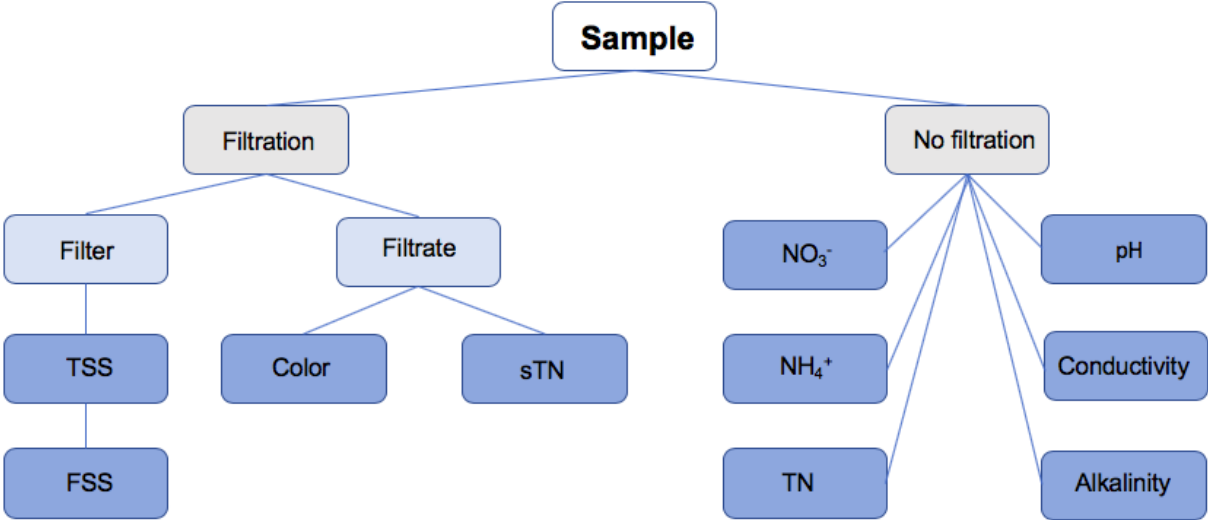 Sample
Filtration
No filtration
Filter
Filtrate
NO₃⁻
pH
TSS
Color
sTN
NH₄⁺
Conductivity
FSS
TN
Alkalinity